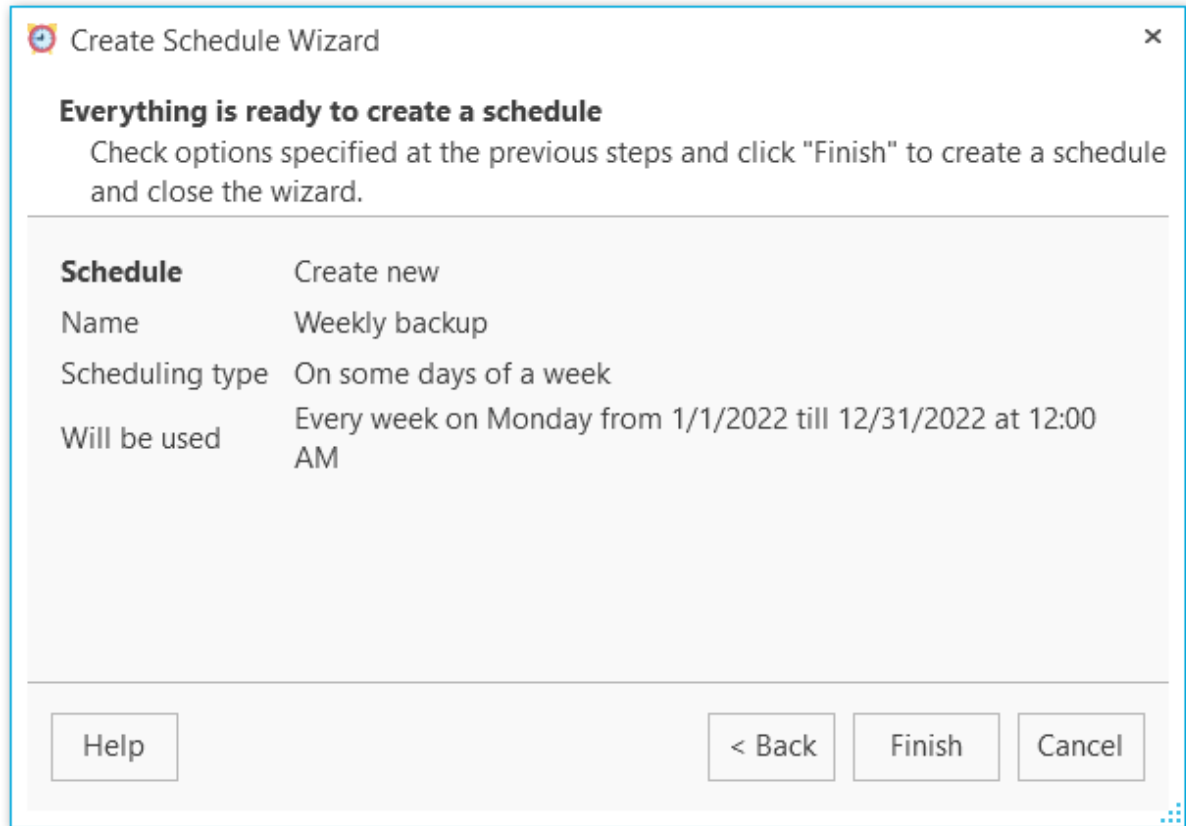 Create Schedule Wizard
Everything is ready to create a schedule
Check options specified at the previous steps and click "Finish" to create a schedule
and close the wizard.
Schedule Create new
Name Weekly backup
Scheduling type On some days of a week
Will be used Every week on Monday from 1/1/2022 till 12/31/2022 at 12:00
AM
Help < Back Finish Cancel